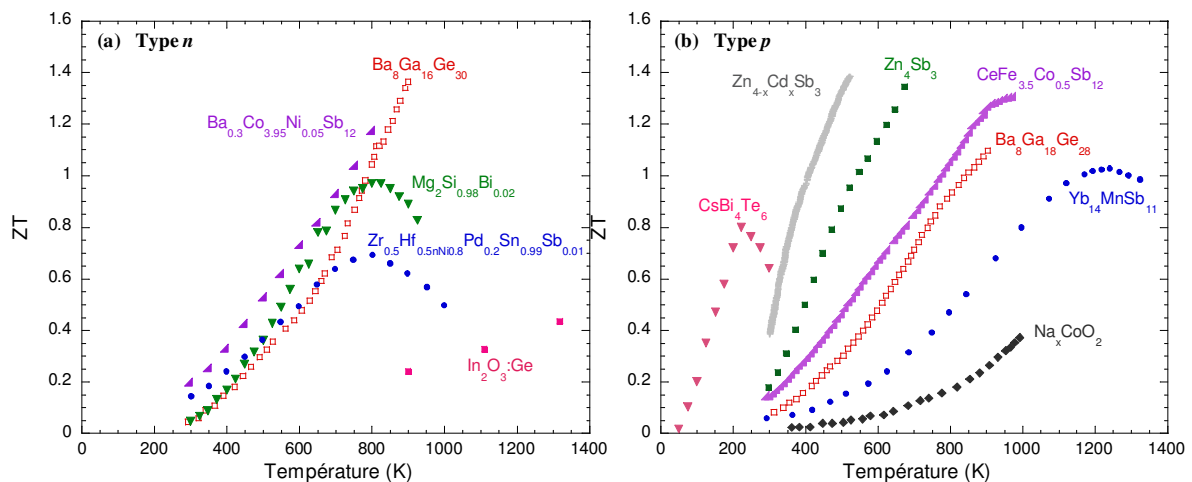 (a) Type n
ZT
1.6
1.4
1.2
1
0.8
0.6
0.4
0.2
0
Ba8Ga16Ge30
Ba0.3Co3.95Ni0.05Sb12
Mg2Si0.98Bi0.02
Zr0.5Hf0.5nNi0.8Pd0.2Sn0.99Sb0.01
In2O3:Ge
0 200 400 600 800 1000 1200 1400
Température (K)
(b) Type p
ZT
1.6
1.4
1.2
1
0.8
0.6
0.4
0.2
0
Zn4-xCdxSb3
Zn4Sb3
CeFe3.5Co0.5Sb12
Ba8Ga18Ge28
CsBi4Te6
Yb14MnSb11
NaxCoO2
0 200 400 600 800 1000 1200 1400
Température (K)